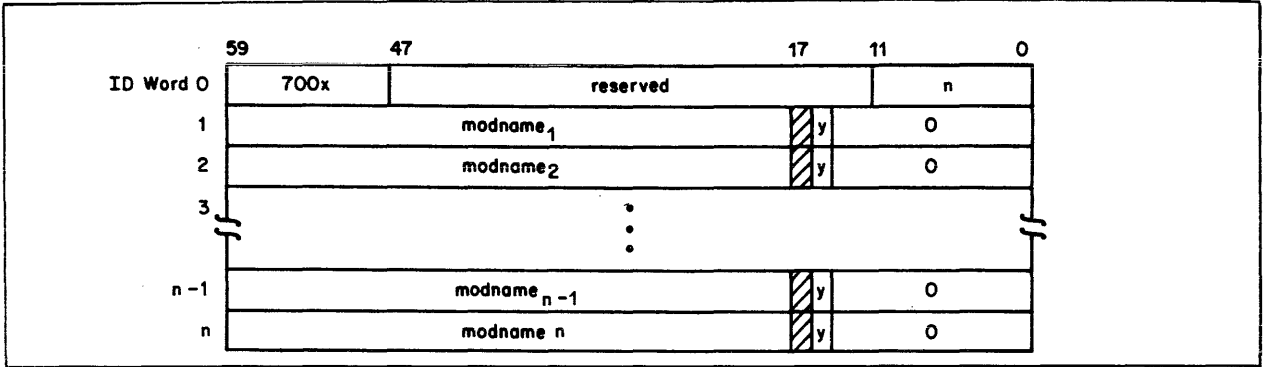 59 47 17 11 0
ID Word 0 700x reserved n
1 modname1 y 0
2 modname2 y 0
3
n-1 modname n-1 y 0
n modname n y 0